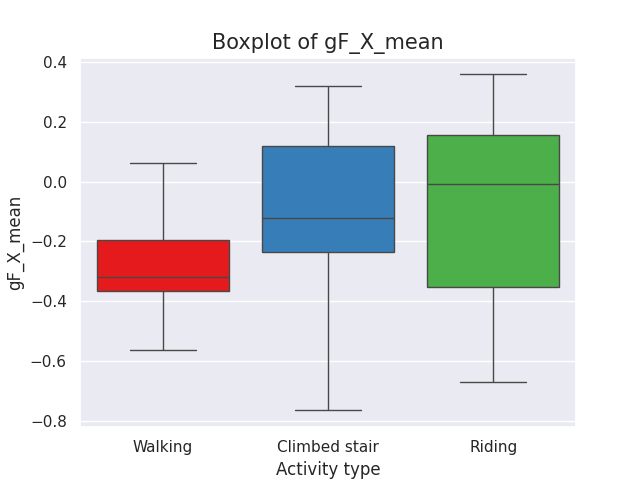 Boxplot of gF_X_mean
0.4
0.2
0.0
−0.2
−0.4
−0.6
−0.8
gF_X_mean
Walking
Climbed stair
Riding
Activity type